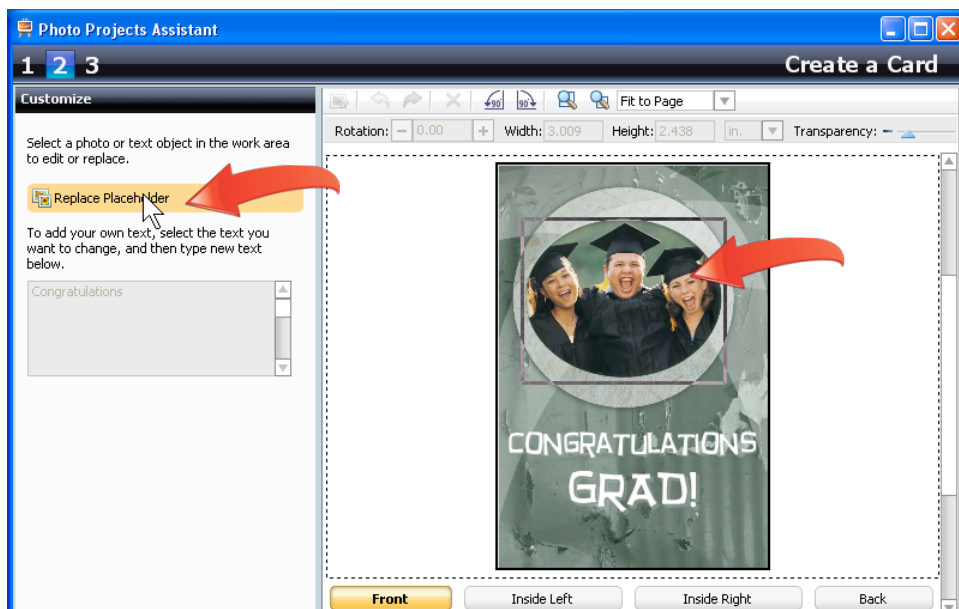 Photo Projects Assistant
1 2 3
Create a Card
Customize
Select a photo or text object in the work area
to edit or replace.
Replace Placeholder
To add your own text, select the text you
want to change, and then type new text
below.
Congratulations
90 90 Fit to Page
Rotation: 0.00 Width: 3.009 Height: 2.438 in. Transparency:
CONGRATULATIONS
GRAD!
Front Inside Left Inside Right Back